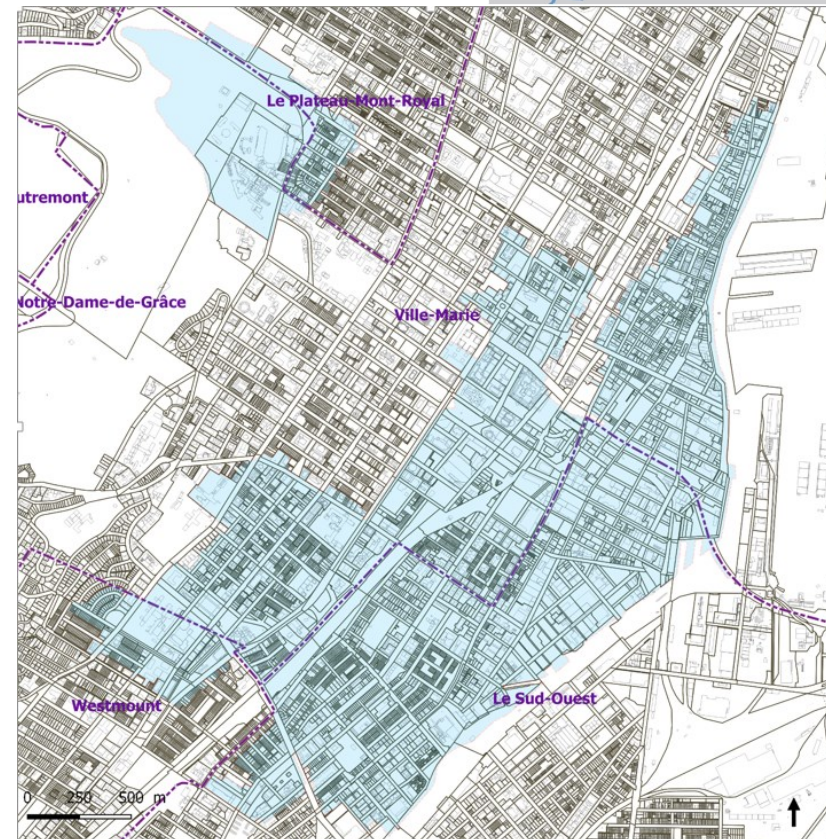 Le Plateau-Mont-Royal
utremont
Notre-Dame-de-Grâce
Ville-Marie
Westmount
Le Sud-Ouest
0 250 500 m